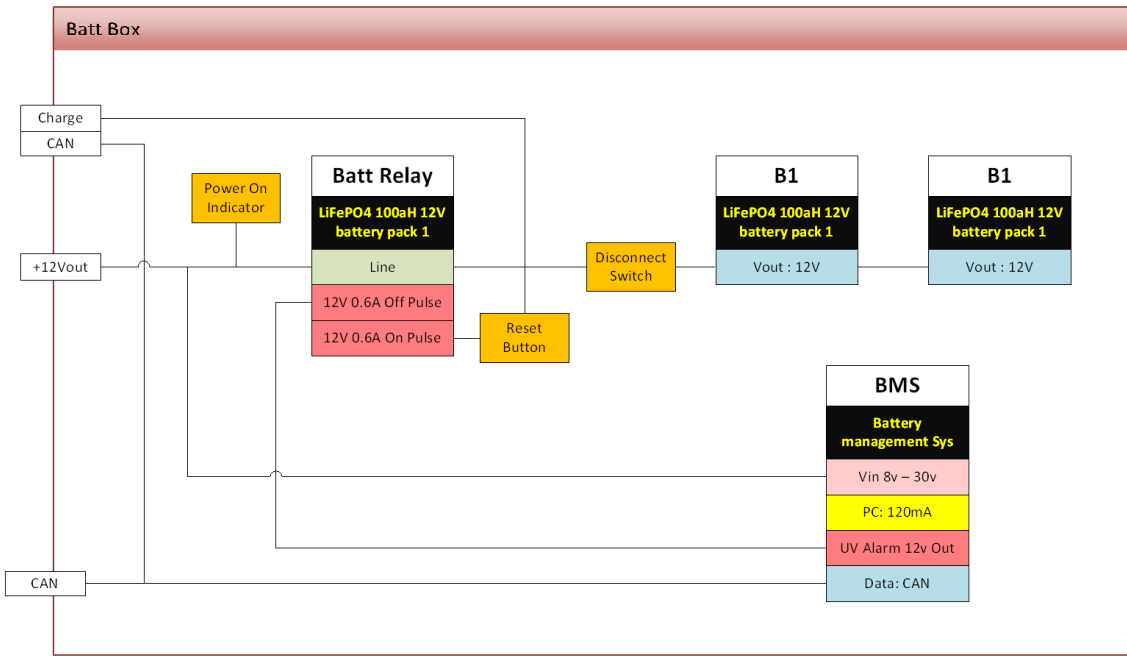 Batt Box
Charge
CAN
Power On
Indicator
Batt Relay
LiFePO4 100aH 12V
battery pack 1
Line
12V 0.6A Off Pulse
12V 0.6A On Pulse
+12Vout
Reset
Button
Disconnect
Switch
B1
LiFePO4 100aH 12V
battery pack 1
Vout : 12V
B1
LiFePO4 100aH 12V
battery pack 1
Vout : 12V
BMS
Battery
management Sys
Vin 8v – 30v
PC: 120mA
UV Alarm 12v Out
Data: CAN
CAN